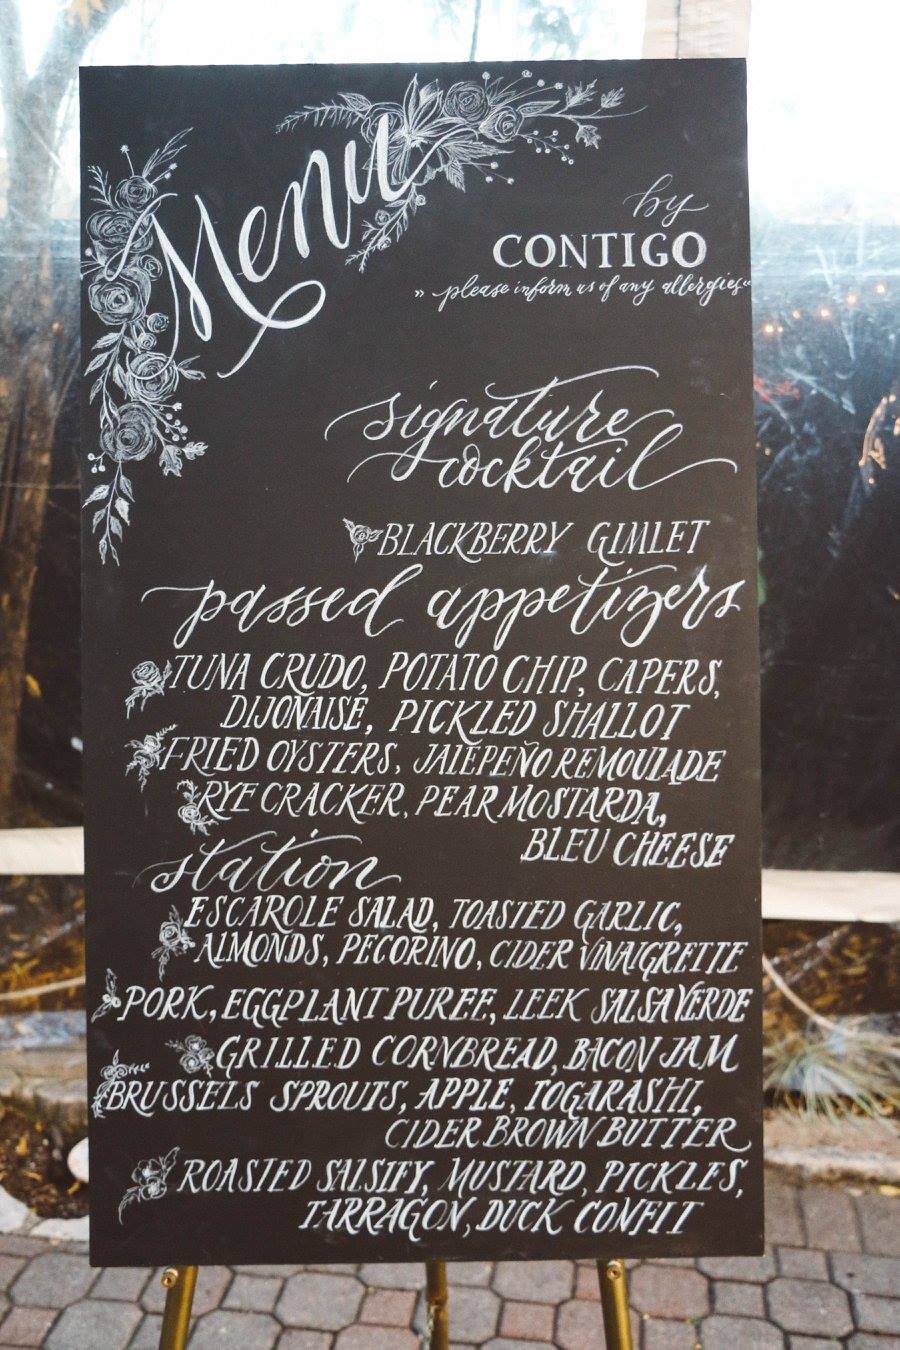 Menu
by
CONTIGO
" please inform us of any allergies "
signature
cocktail
BLACKBERRY GIMLET
passed appetizers
TUNA CRUDO, POTATO CHIP, CAPERS,
DIJONAISE, PICKLED SHALLOT
FRIED OYSTERS, JALEPEÑO REMOULADE
RYE CRACKER, PEAR MOSTARDA,
BLEU CHEESE
station
ESCAROLE SALAD, TOASTED GARLIC,
ALMONDS, PECORINO, CIDER VINAIGRETTE
PORK, EGGPLANT PUREE, LEEK SALSA VERDE
GRILLED CORNBREAD, BACON JAM
BRUSSELS SPROUTS, APPLE, TOGARASHI,
CIDER BROWN BUTTER
ROASTED SALSIFY, MUSTARD, PICKLES,
TARRAGON, DUCK CONFIT